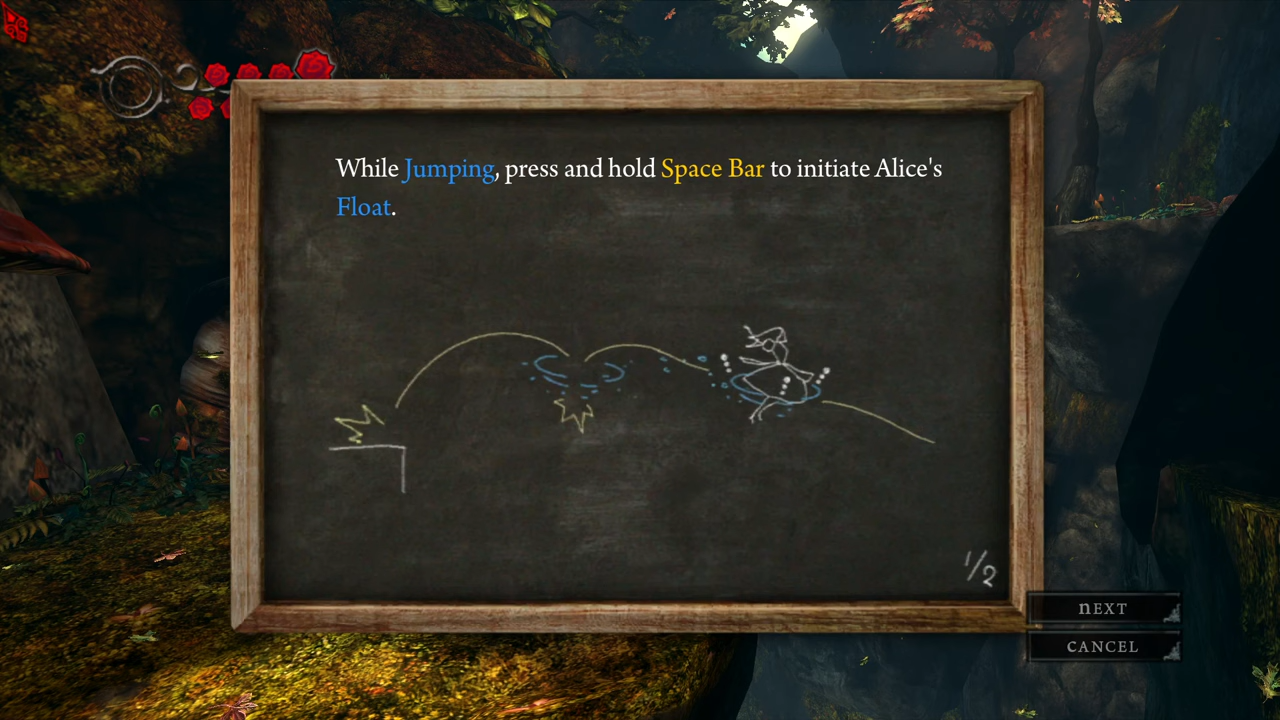 While Jumping, press and hold Space Bar to initiate Alice's
Float.
1/2
NEXT
CANCEL